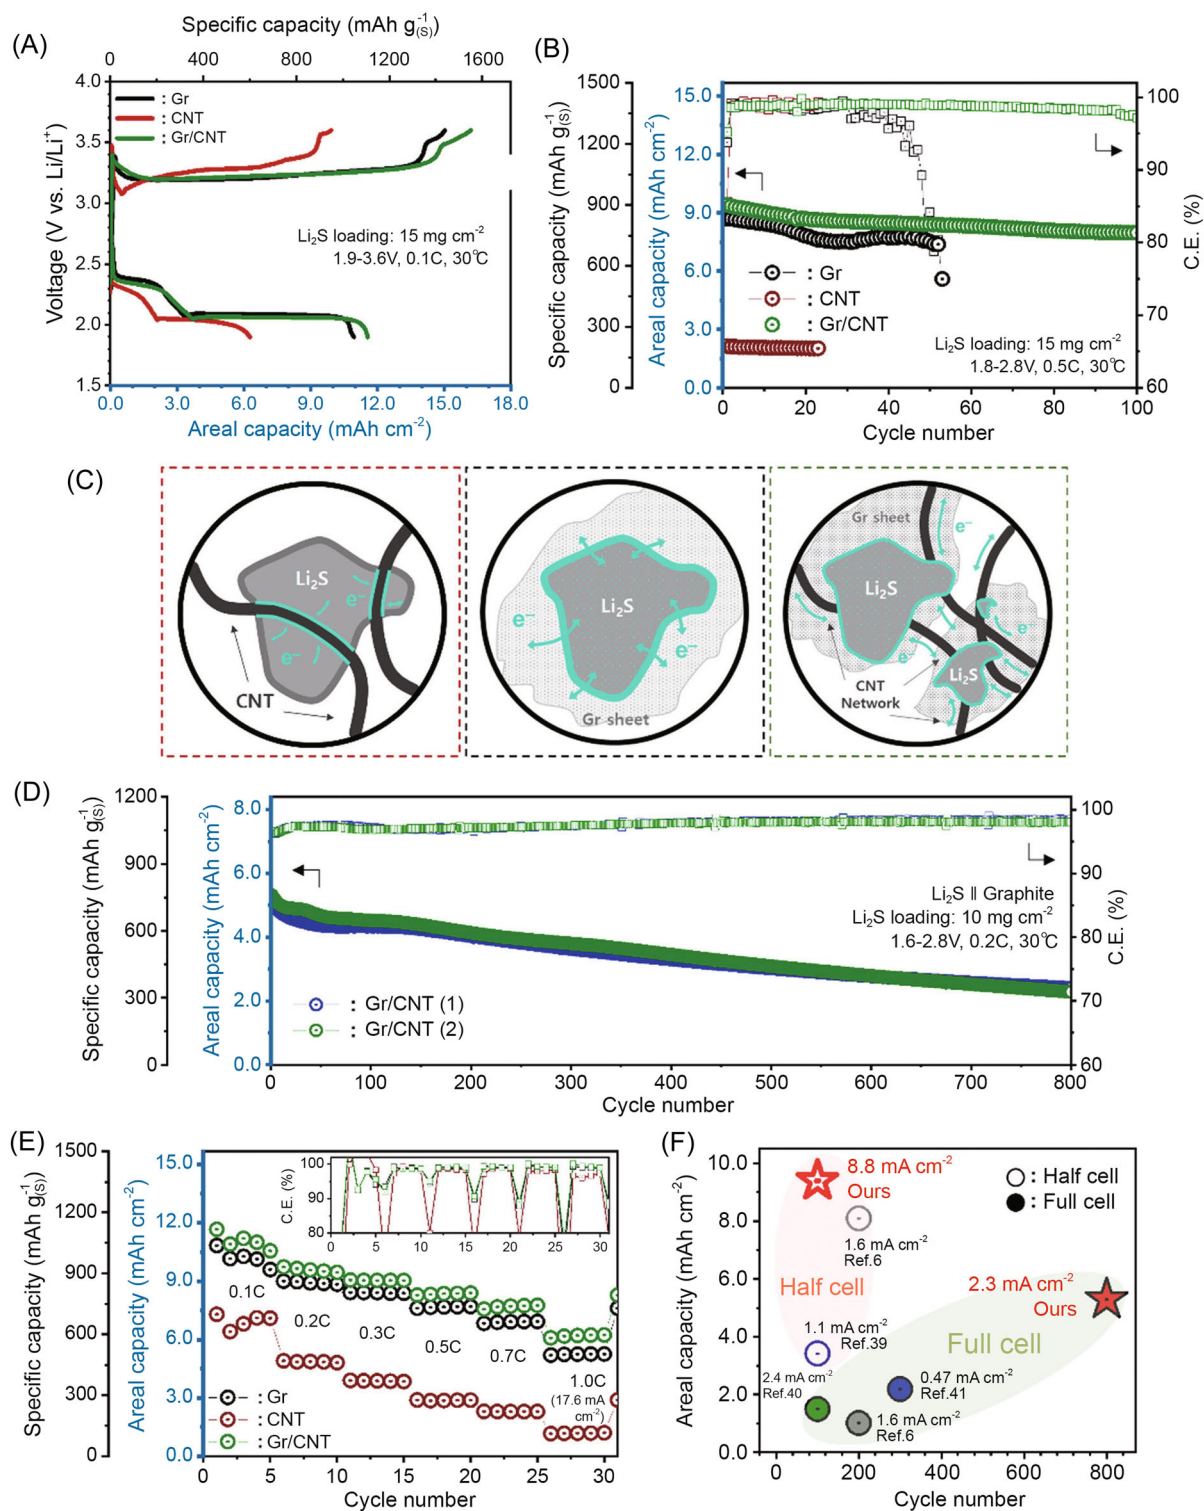 (A)
Specific capacity (mAh g⁻¹(S))
0 400 800 1200 1600
Voltage (V vs. Li/Li⁺)
4.0
3.5
3.0
2.5
2.0
1.5
: Gr
: CNT
: Gr/CNT
Li₂S loading: 15 mg cm⁻²
1.9-3.6V, 0.1C, 30°C
0.0 3.0 6.0 9.0 12.0 15.0 18.0
Areal capacity (mAh cm⁻²)
(B)
Specific capacity (mAh g⁻¹(S))
1500
1200
900
600
300
0
Areal capacity (mAh cm⁻²)
15.0
12.0
9.0
6.0
3.0
0.0
: Gr
: CNT
: Gr/CNT
Li₂S loading: 15 mg cm⁻²
1.8-2.8V, 0.5C, 30°C
100
90
80
70
60
C.E. (%)
0 20 40 60 80 100
Cycle number
(C)
Li₂S
e⁻
e⁻
CNT
Li₂S
e⁻
e⁻
Gr sheet
Gr sheet
e⁻
e⁻
Li₂S
e⁻
CNT
Network
Li₂S
(D)
Specific capacity (mAh g⁻¹(S))
1200
900
600
300
0
Areal capacity (mAh cm⁻²)
8.0
6.0
4.0
2.0
0.0
Li₂S ll Graphite
Li₂S loading: 10 mg cm⁻²
1.6-2.8V, 0.2C, 30°C
: Gr/CNT (1)
: Gr/CNT (2)
100
90
80
70
60
C.E. (%)
0 100 200 300 400 500 600 700 800
Cycle number
(E)
Specific capacity (mAh g⁻¹(S))
1500
1200
900
600
300
0
Areal capacity (mAh cm⁻²)
15.0
12.0
9.0
6.0
3.0
0.0
C.E. (%)
100
90
80
0 5 10 15 20 25 30
0.1C
0.2C
0.3C
0.5C
0.7C
1.0C
(17.6 mA
cm⁻²)
: Gr
: CNT
: Gr/CNT
0 5 10 15 20 25 30
Cycle number
(F)
Areal capacity (mAh cm⁻²)
10.0
8.0
6.0
4.0
2.0
0.0
8.8 mA cm⁻²
Ours
: Half cell
: Full cell
1.6 mA cm⁻²
Ref.6
2.3 mA cm⁻²
Ours
Half cell
1.1 mA cm⁻²
Ref.39
Full cell
2.4 mA cm⁻²
Ref.40
0.47 mA cm⁻²
Ref.41
1.6 mA cm⁻²
Ref.6
0 200 400 600 800
Cycle number